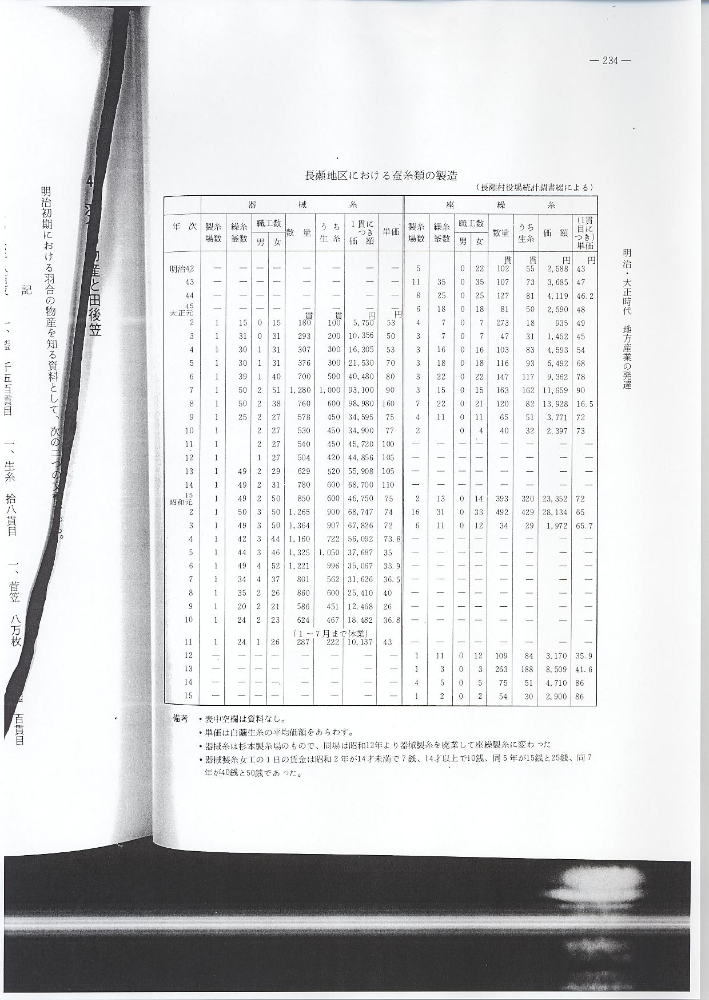 — 234 —
明治・大正時代 地方産業の発達
長瀬地区における蚕糸類の製造
(長瀬村役場統計調書綴による)
器械糸 座繰糸
年次 製糸場数 繰糸釜数 職工数 男 女 数量 うち生糸 1貫につき価額 単価 製糸場数 繰糸釜数 職工数 男 女 数量 うち生糸 価額 (1貫目につき)単価
貫 貫 円 円
明治42 — — — — — — — — 5 0 22 102 55 2,588 43
43 — — — — — — — — 11 35 0 35 107 73 3,685 47
44 — — — — — — — — 8 25 0 25 127 81 4,119 46.2
45大正元 — — — — — — — — 6 18 0 18 81 50 2,590 48
貫 貫 円 円
2 1 15 0 15 180 100 5,750 53 4 7 0 7 273 18 935 49
3 1 31 0 31 293 200 10,356 50 3 7 0 7 47 31 1,452 45
4 1 30 1 31 307 300 16,305 53 3 16 0 16 103 83 4,593 54
5 1 30 1 31 376 300 21,530 70 3 18 0 18 116 93 6,492 68
6 1 39 1 40 700 500 40,480 80 3 22 0 22 147 117 9,362 78
7 1 50 2 51 1,280 1,000 93,100 90 3 15 0 15 163 162 11,659 90
8 1 50 2 38 760 600 98,980 160 7 22 0 21 120 82 13,928 16.5
9 1 25 2 27 578 450 34,595 75 4 11 0 11 65 51 3,771 72
10 1 2 27 530 450 34,900 77 2 0 4 40 32 2,397 73
11 1 2 27 540 450 45,720 100 — — — — — — — —
12 1 1 27 504 420 44,856 105 — — — — — — — —
13 1 49 2 29 629 520 55,908 105 — — — — — — — —
14 1 49 2 31 780 600 68,700 110 — — — — — — — —
15昭和元 1 49 2 50 850 600 46,750 75 2 13 0 14 393 320 23,352 72
2 1 50 3 50 1,265 900 68,747 74 16 31 0 33 492 429 28,134 65
3 1 49 3 50 1,364 907 67,826 72 6 11 0 12 34 29 1,972 65.7
4 1 42 3 44 1,160 722 56,092 73.8 — — — — — — — —
5 1 44 3 46 1,325 1,050 37,687 35 — — — — — — — —
6 1 49 4 52 1,221 996 35,067 33.9 — — — — — — — —
7 1 34 4 37 801 562 31,626 36.5 — — — — — — — —
8 1 35 2 26 860 600 25,410 40 — — — — — — — —
9 1 20 2 21 586 451 12,468 26 — — — — — — — —
10 1 24 2 23 624 467 18,482 36.8 — — — — — — — —
(1〜7月まで休業)
11 1 24 1 26 287 222 10,137 43 — — — — — — — —
12 — — — — — — — — 1 11 0 12 109 84 3,170 35.9
13 — — — — — — — — 1 3 0 3 263 188 8,509 41.6
14 — — — — — — — — 4 5 0 5 75 51 4,710 86
15 — — — — — — — — 1 2 0 2 54 30 2,900 86
備考 •表中空欄は資料なし。
•単価は白繭生糸の平均価額をあらわす。
•器械糸は杉本製糸場のもので、同場は昭和12年より器械製糸を廃業して座繰製糸に変わった
•器械製糸女工の1日の賃金は昭和2年が14才未満で7銭、14才以上で10銭、同5年が15銭と25銭、同7
年が40銭と50銭であった。
4 物産と田後笠
明治初期における羽合の物産を知る資料として、次の二つの文書
記
千五百貫目 一、生糸 拾八貫目 一、菅笠 八万枚
百貫目